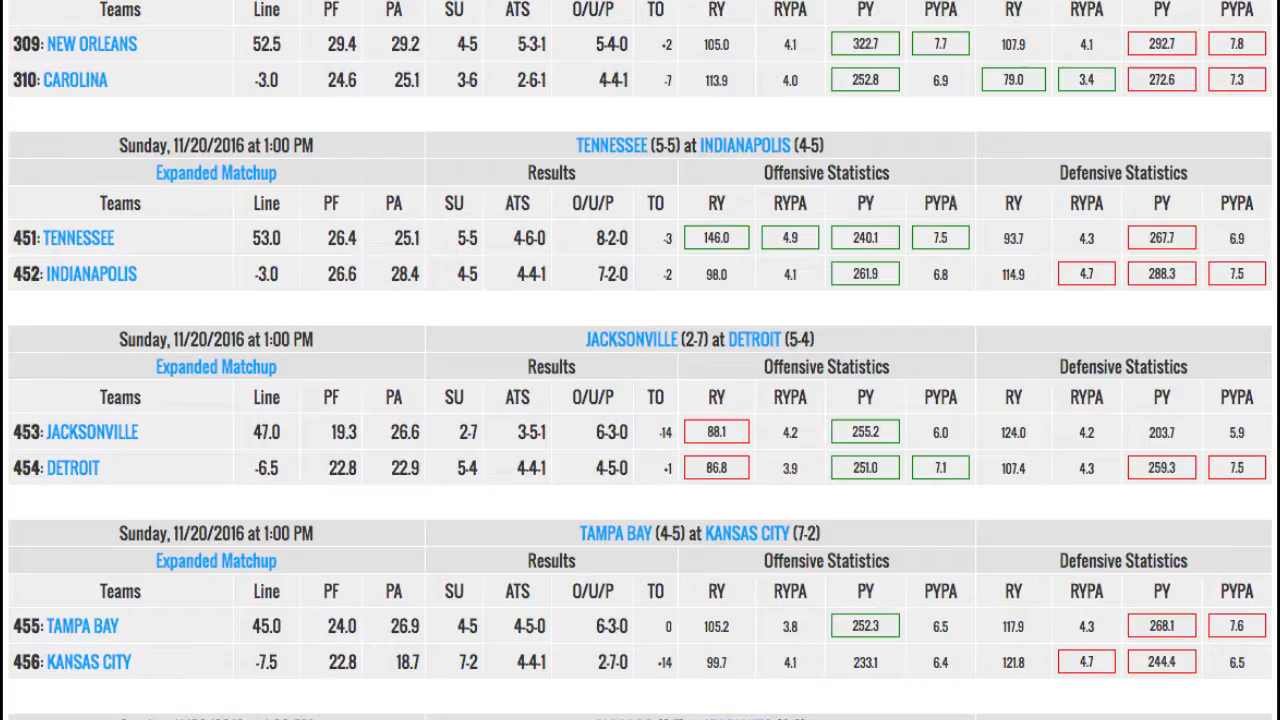 Teams Line PF PA SU ATS O/U/P TO RY RYPA PY PYPA RY RYPA PY PYPA
309: NEW ORLEANS 52.5 29.4 29.2 4-5 5-3-1 5-4-0 -2 105.0 4.1 322.7 7.7 107.9 4.1 292.7 7.8
310: CAROLINA -3.0 24.6 25.1 3-6 2-6-1 4-4-1 -7 113.9 4.0 252.8 6.9 79.0 3.4 272.6 7.3
Sunday, 11/20/2016 at 1:00 PM TENNESSEE (5-5) at INDIANAPOLIS (4-5)
Expanded Matchup Results Offensive Statistics Defensive Statistics
Teams Line PF PA SU ATS O/U/P TO RY RYPA PY PYPA RY RYPA PY PYPA
451: TENNESSEE 53.0 26.4 25.1 5-5 4-6-0 8-2-0 -3 146.0 4.9 240.1 7.5 93.7 4.3 267.7 6.9
452: INDIANAPOLIS -3.0 26.6 28.4 4-5 4-4-1 7-2-0 -2 98.0 4.1 261.9 6.8 114.9 4.7 288.3 7.5
Sunday, 11/20/2016 at 1:00 PM JACKSONVILLE (2-7) at DETROIT (5-4)
Expanded Matchup Results Offensive Statistics Defensive Statistics
Teams Line PF PA SU ATS O/U/P TO RY RYPA PY PYPA RY RYPA PY PYPA
453: JACKSONVILLE 47.0 19.3 26.6 2-7 3-5-1 6-3-0 -14 88.1 4.2 255.2 6.0 124.0 4.2 203.7 5.9
454: DETROIT -6.5 22.8 22.9 5-4 4-4-1 4-5-0 +1 86.8 3.9 251.0 7.1 107.4 4.3 259.3 7.5
Sunday, 11/20/2016 at 1:00 PM TAMPA BAY (4-5) at KANSAS CITY (7-2)
Expanded Matchup Results Offensive Statistics Defensive Statistics
Teams Line PF PA SU ATS O/U/P TO RY RYPA PY PYPA RY RYPA PY PYPA
455: TAMPA BAY 45.0 24.0 26.9 4-5 4-5-0 6-3-0 0 105.2 3.8 252.3 6.5 117.9 4.3 268.1 7.6
456: KANSAS CITY -7.5 22.8 18.7 7-2 4-4-1 2-7-0 +14 99.7 4.1 233.1 6.4 121.8 4.7 244.4 6.5